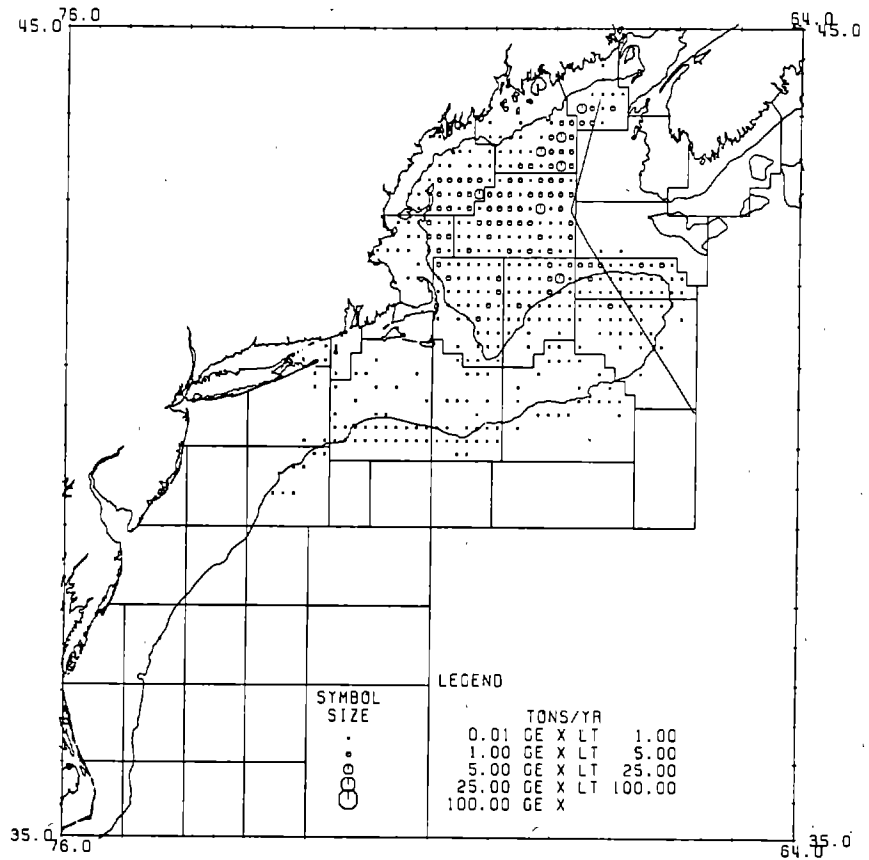 76.0 64.0
45.0 45.0
LEGEND
SYMBOL
SIZE
TONS/YR
0.01 GE X LT 1.00
1.00 GE X LT 5.00
5.00 GE X LT 25.00
25.00 GE X LT 100.00
100.00 GE X
35.0 35.0
76.0 64.0